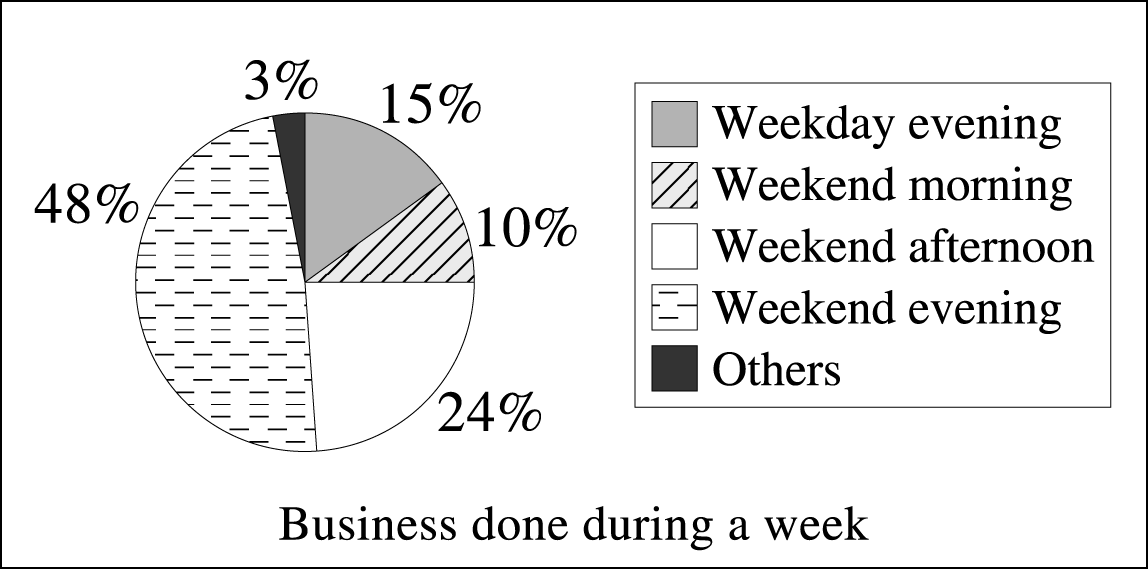 3%
15%
48%
10%
24%
Weekday evening
Weekend morning
Weekend afternoon
Weekend evening
Others
Business done during a week